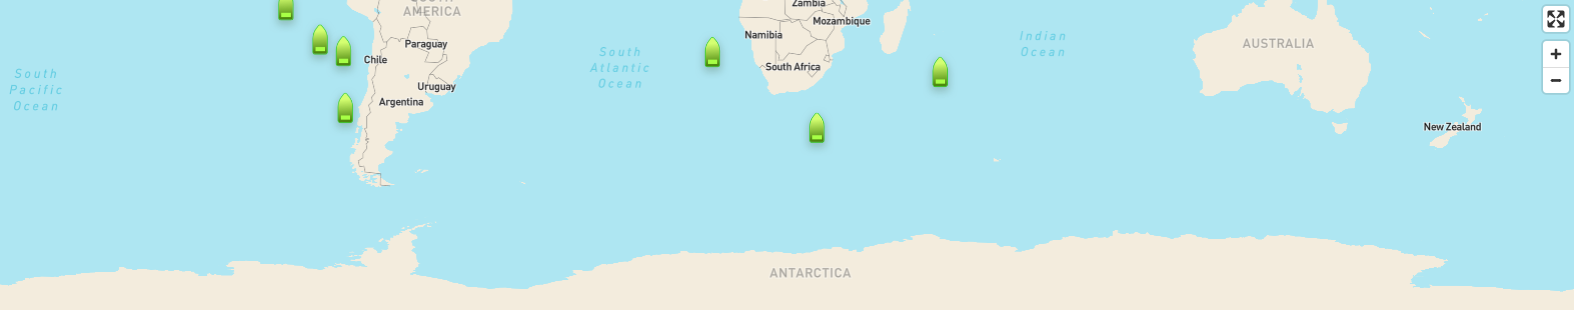 Zambia
AMERICA
Mozambique
Namibia
Indian
Ocean
AUSTRALIA
Paraguay
South
Atlantic
Ocean
Chile
South Africa
South
Pacific
Ocean
Uruguay
Argentina
New Zealand
ANTARCTICA
+
−